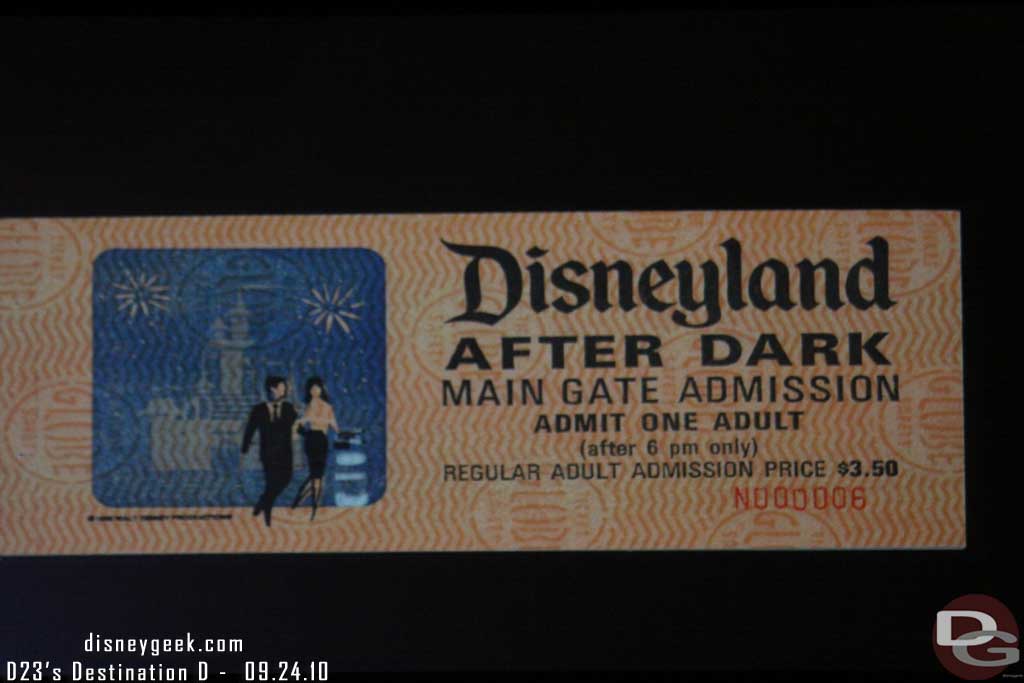 Disneyland
AFTER DARK
MAIN GATE ADMISSION
ADMIT ONE ADULT
(after 6 pm only)
REGULAR ADULT ADMISSION PRICE $3.50
N000006
disneygeek.com
D23's Destination D - 09.24.10
DG